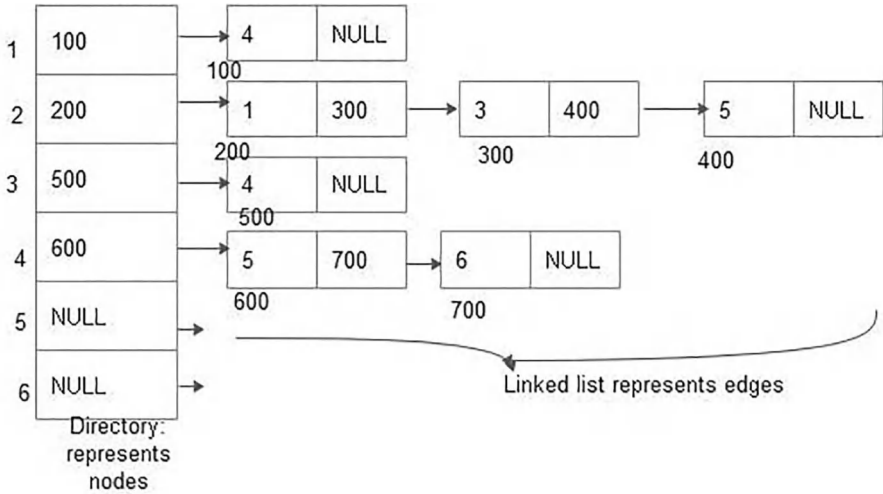 1 100 4 NULL
100
2 200 1 300 3 400 5 NULL
200 300 400
3 500 4 NULL
500
4 600 5 700 6 NULL
600 700
5 NULL
6 NULL
Linked list represents edges
Directory:
represents
nodes